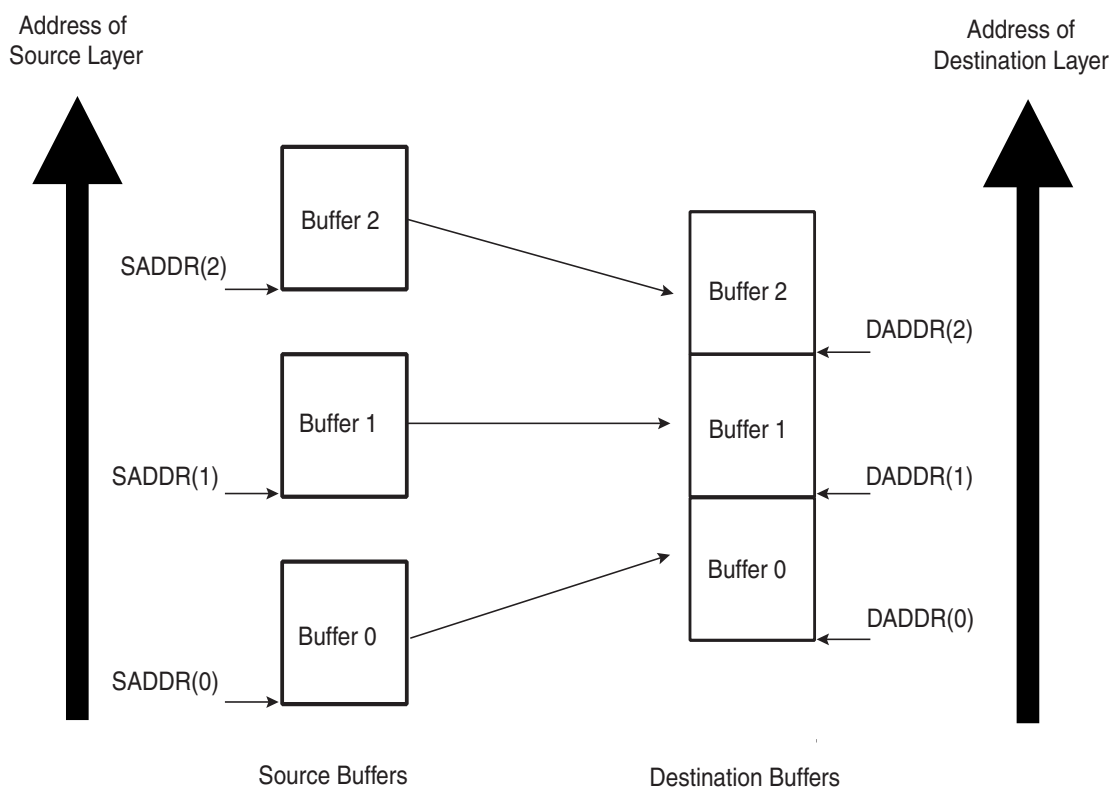 Address of
Source Layer
Address of
Destination Layer
Buffer 2
SADDR(2)
Buffer 2
DADDR(2)
Buffer 1
Buffer 1
SADDR(1)
DADDR(1)
Buffer 0
Buffer 0
DADDR(0)
SADDR(0)
Source Buffers
Destination Buffers